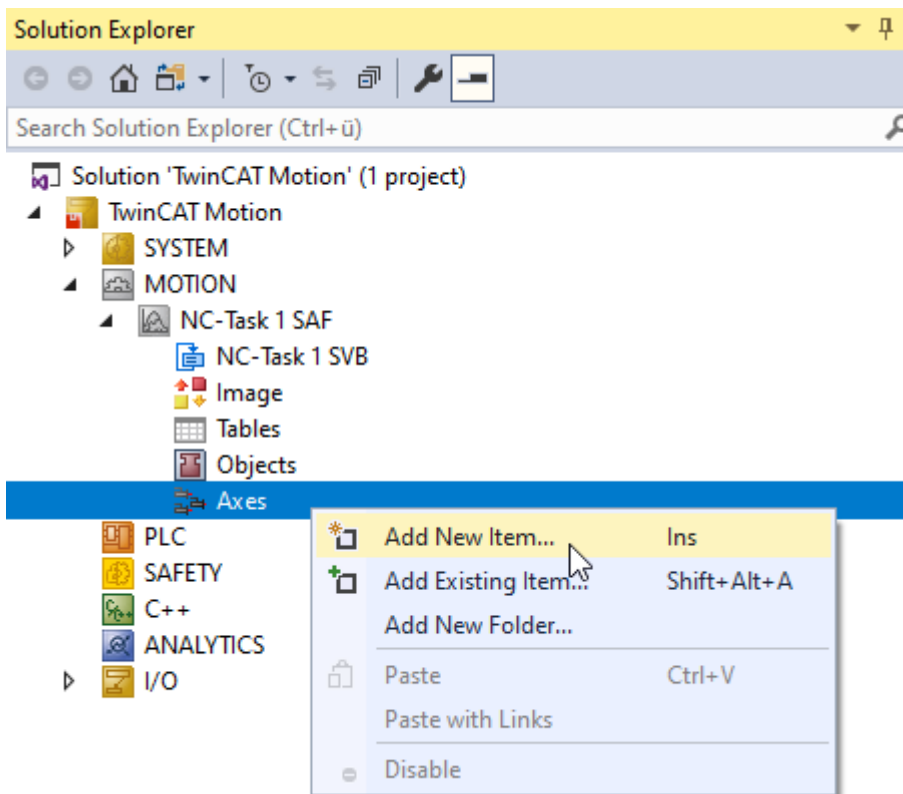 Solution Explorer
Search Solution Explorer (Ctrl+ü)
Solution 'TwinCAT Motion' (1 project)
TwinCAT Motion
SYSTEM
MOTION
NC-Task 1 SAF
NC-Task 1 SVB
Image
Tables
Objects
Axes
PLC
SAFETY
C++
ANALYTICS
I/O
Add New Item... Ins
Add Existing Item... Shift+Alt+A
Add New Folder...
Paste Ctrl+V
Paste with Links
Disable